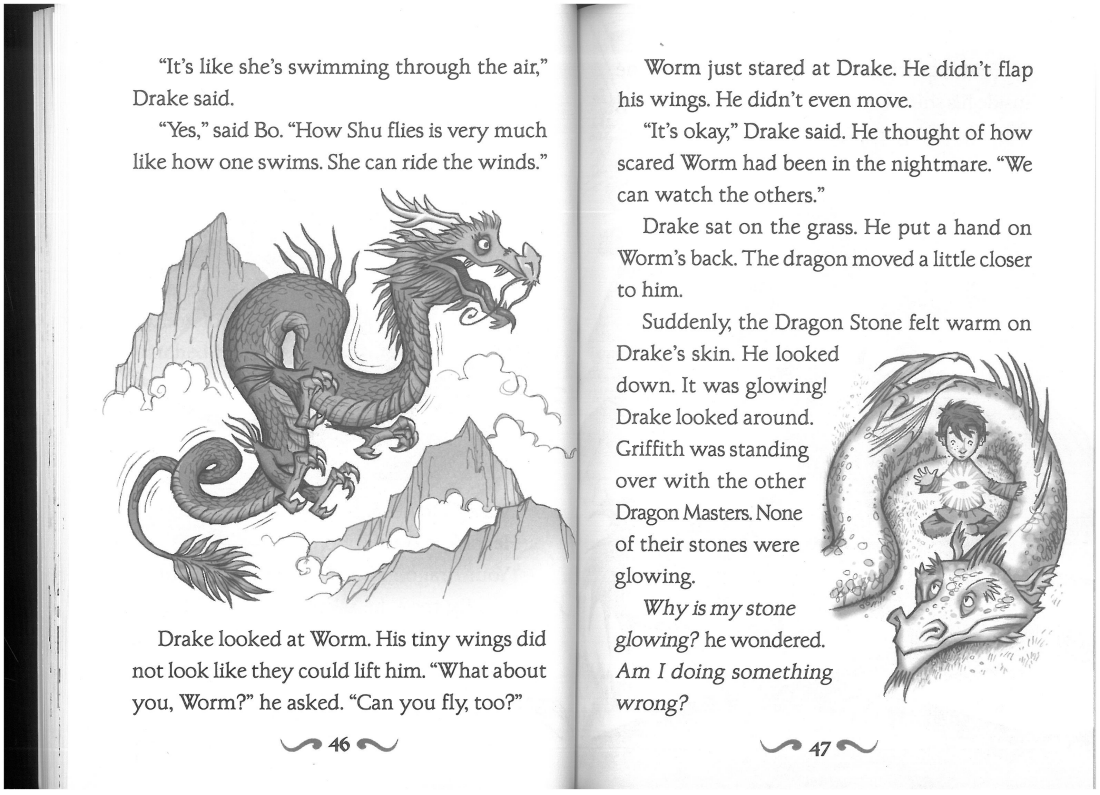 “It’s like she’s swimming through the air,”
Drake said.
“Yes,” said Bo. “How Shu flies is very much
like how one swims. She can ride the winds.”
Drake looked at Worm. His tiny wings did
not look like they could lift him. “What about
you, Worm?” he asked. “Can you fly, too?”
46
Worm just stared at Drake. He didn’t flap
his wings. He didn’t even move.
“It’s okay,” Drake said. He thought of how
scared Worm had been in the nightmare. “We
can watch the others.”
Drake sat on the grass. He put a hand on
Worm’s back. The dragon moved a little closer
to him.
Suddenly, the Dragon Stone felt warm on
Drake’s skin. He looked
down. It was glowing!
Drake looked around.
Griffith was standing
over with the other
Dragon Masters. None
of their stones were
glowing.
Why is my stone
glowing? he wondered.
Am I doing something
wrong?
47